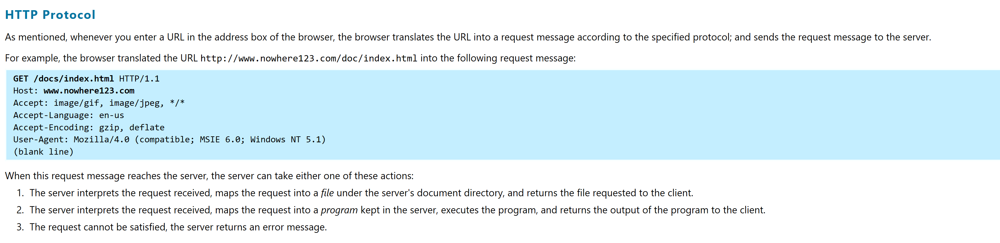 HTTP Protocol
As mentioned, whenever you enter a URL in the address box of the browser, the browser translates the URL into a request message according to the specified protocol; and sends the request message to the server.
For example, the browser translated the URL http://www.nowhere123.com/doc/index.html into the following request message:
GET /docs/index.html HTTP/1.1
Host: www.nowhere123.com
Accept: image/gif, image/jpeg, */*
Accept-Language: en-us
Accept-Encoding: gzip, deflate
User-Agent: Mozilla/4.0 (compatible; MSIE 6.0; Windows NT 5.1)
(blank line)
When this request message reaches the server, the server can take either one of these actions:
1. The server interprets the request received, maps the request into a file under the server's document directory, and returns the file requested to the client.
2. The server interprets the request received, maps the request into a program kept in the server, executes the program, and returns the output of the program to the client.
3. The request cannot be satisfied, the server returns an error message.